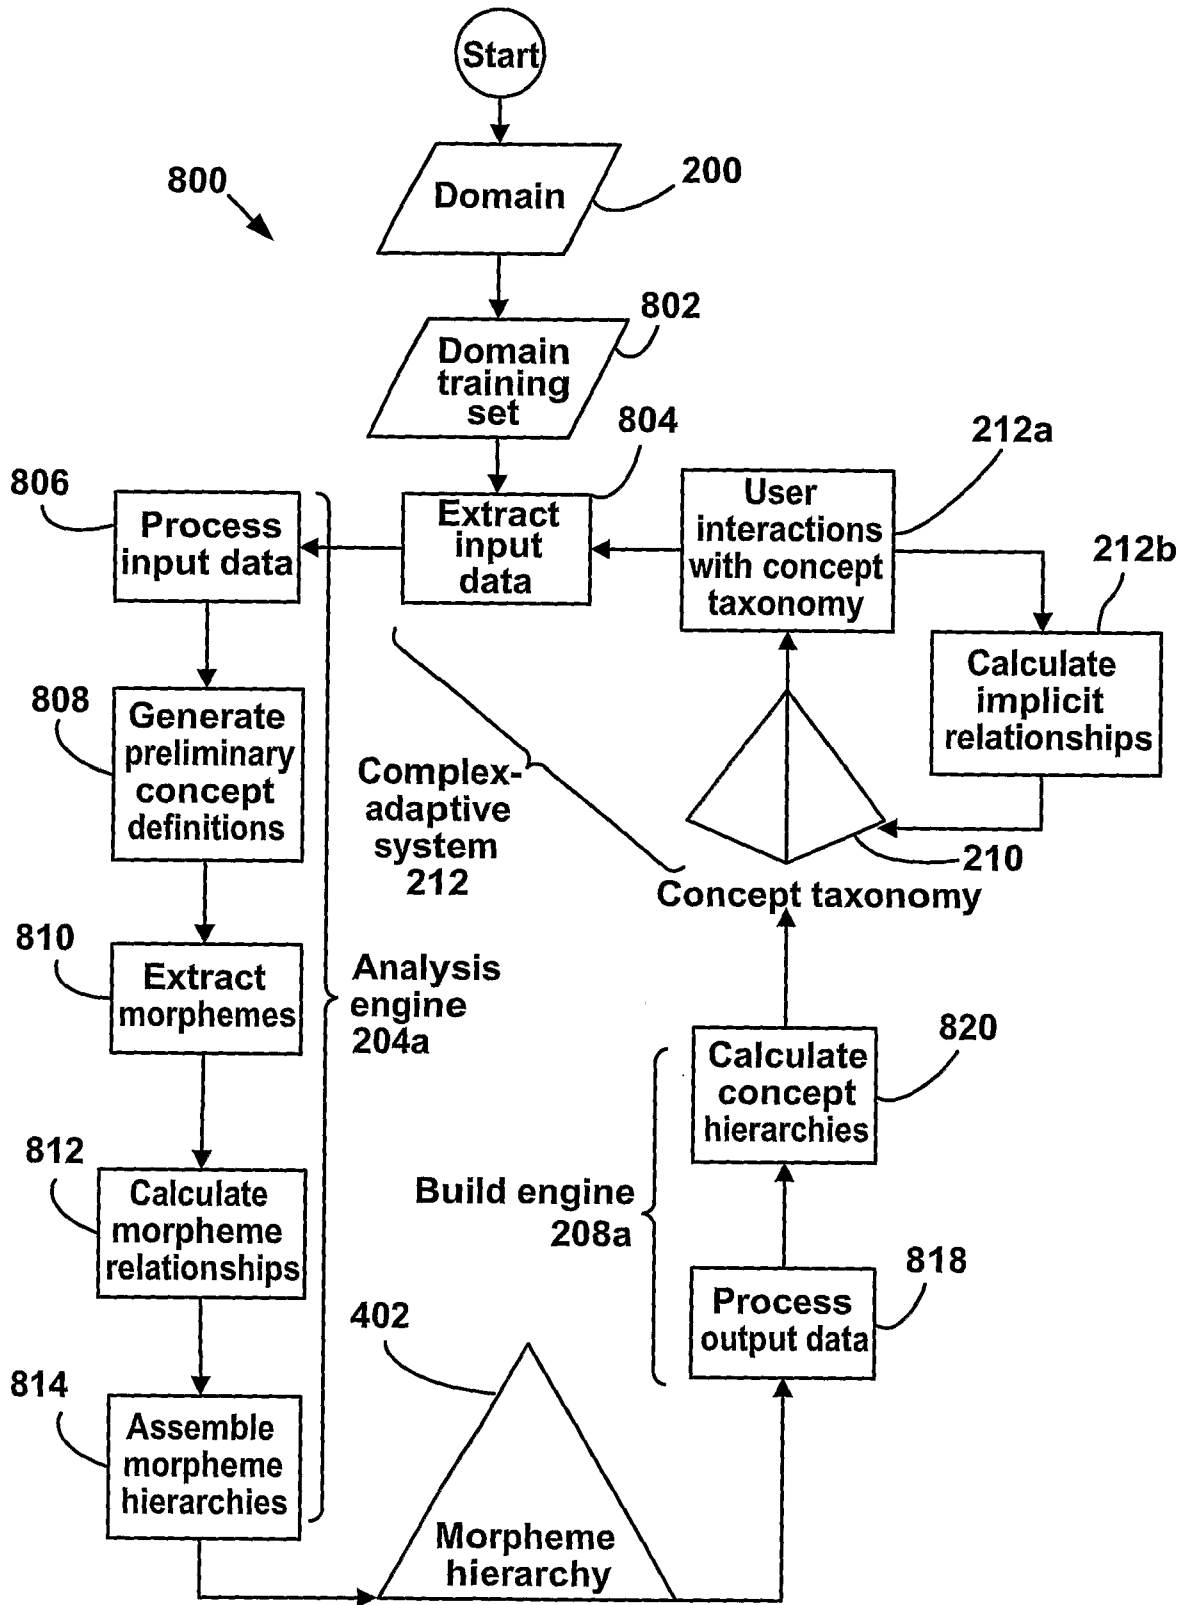 Start
800
Domain
200
802
Domain
training
set
804
212a
806
Process
input data
Extract
input
data
User
interactions
with concept
taxonomy
212b
Calculate
implicit
relationships
808
Generate
preliminary
concept
definitions
Complex-
adaptive
system
212
210
Concept taxonomy
810
Extract
morphemes
Analysis
engine
204a
820
Calculate
concept
hierarchies
812
Calculate
morpheme
relationships
Build engine
208a
818
Process
output data
402
814
Assemble
morpheme
hierarchies
Morpheme
hierarchy